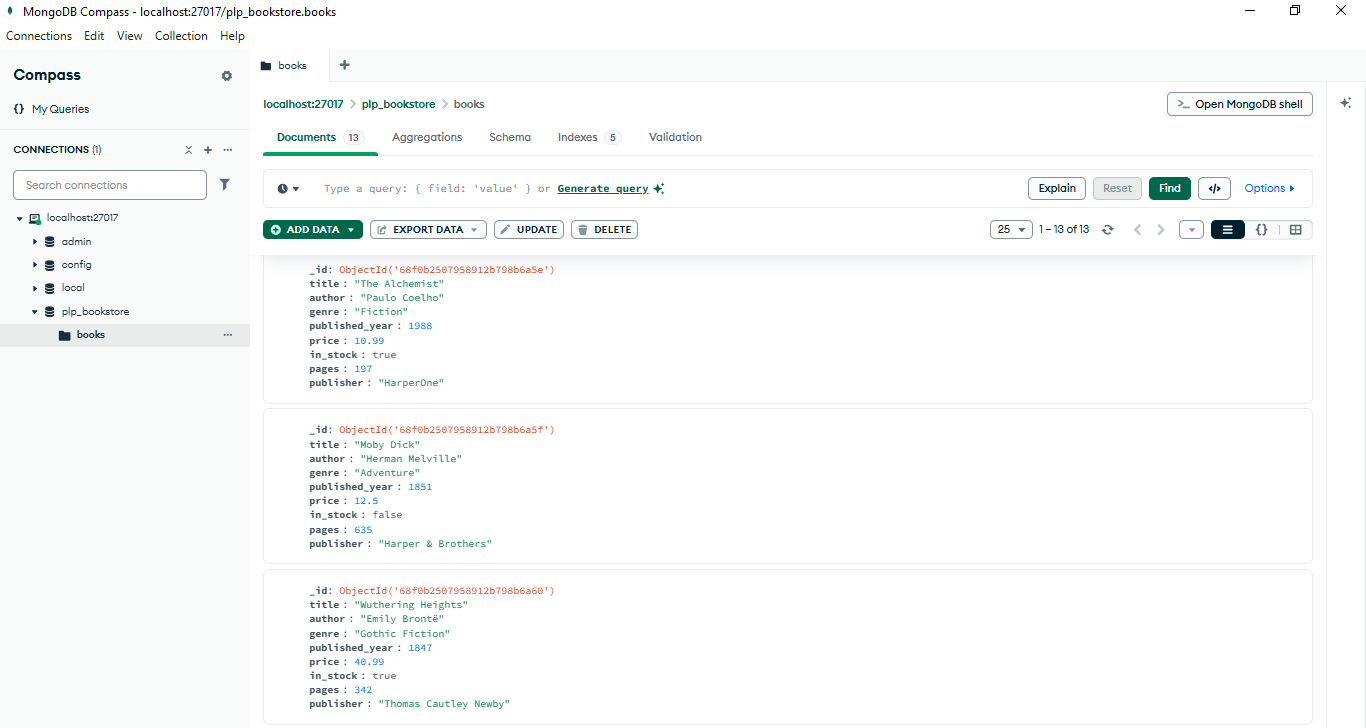 MongoDB Compass - localhost:27017/plp_bookstore.books
Connections Edit View Collection Help
Compass
{} My Queries
CONNECTIONS (1)
Search connections
localhost:27017
admin
config
local
plp_bookstore
books
books
localhost:27017 > plp_bookstore > books
>_ Open MongoDB shell
Documents 13 Aggregations Schema Indexes 5 Validation
Type a query: { field: 'value' } or Generate query
Explain Reset Find </> Options
ADD DATA EXPORT DATA UPDATE DELETE
25 1 – 13 of 13 {}
_id: ObjectId('68f0b2507958912b798b6a5e')
title : "The Alchemist"
author : "Paulo Coelho"
genre : "Fiction"
published_year : 1988
price : 10.99
in_stock : true
pages : 197
publisher : "HarperOne"
_id: ObjectId('68f0b2507958912b798b6a5f')
title : "Moby Dick"
author : "Herman Melville"
genre : "Adventure"
published_year : 1851
price : 12.5
in_stock : false
pages : 635
publisher : "Harper & Brothers"
_id: ObjectId('68f0b2507958912b798b6a60')
title : "Wuthering Heights"
author : "Emily Brontë"
genre : "Gothic Fiction"
published_year : 1847
price : 40.99
in_stock : true
pages : 342
publisher : "Thomas Cautley Newby"